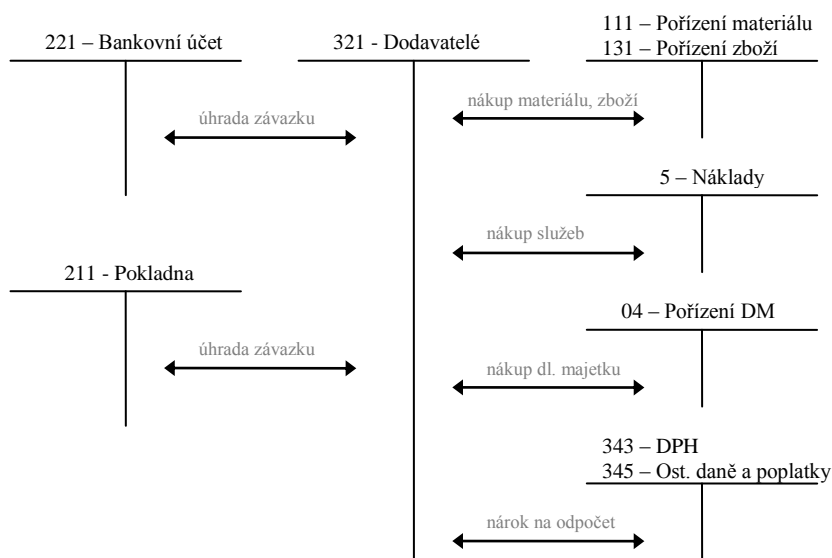 221 – Bankovní účet
321 - Dodavatelé
111 – Pořízení materiálu
131 – Pořízení zboží
úhrada závazku
nákup materiálu, zboží
5 – Náklady
nákup služeb
211 - Pokladna
04 – Pořízení DM
úhrada závazku
nákup dl. majetku
343 – DPH
345 – Ost. daně a poplatky
nárok na odpočet